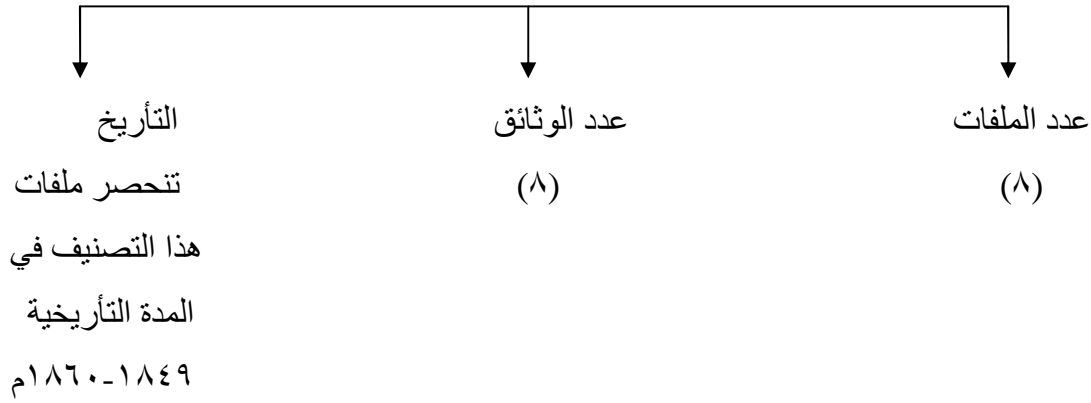 عدد الملفات
(٨)
عدد الوثائق
(٨)
التأريخ
تنحصر ملفات
هذا التصنيف في
المدة التأريخية
١٨٤٩-١٨٦٠م